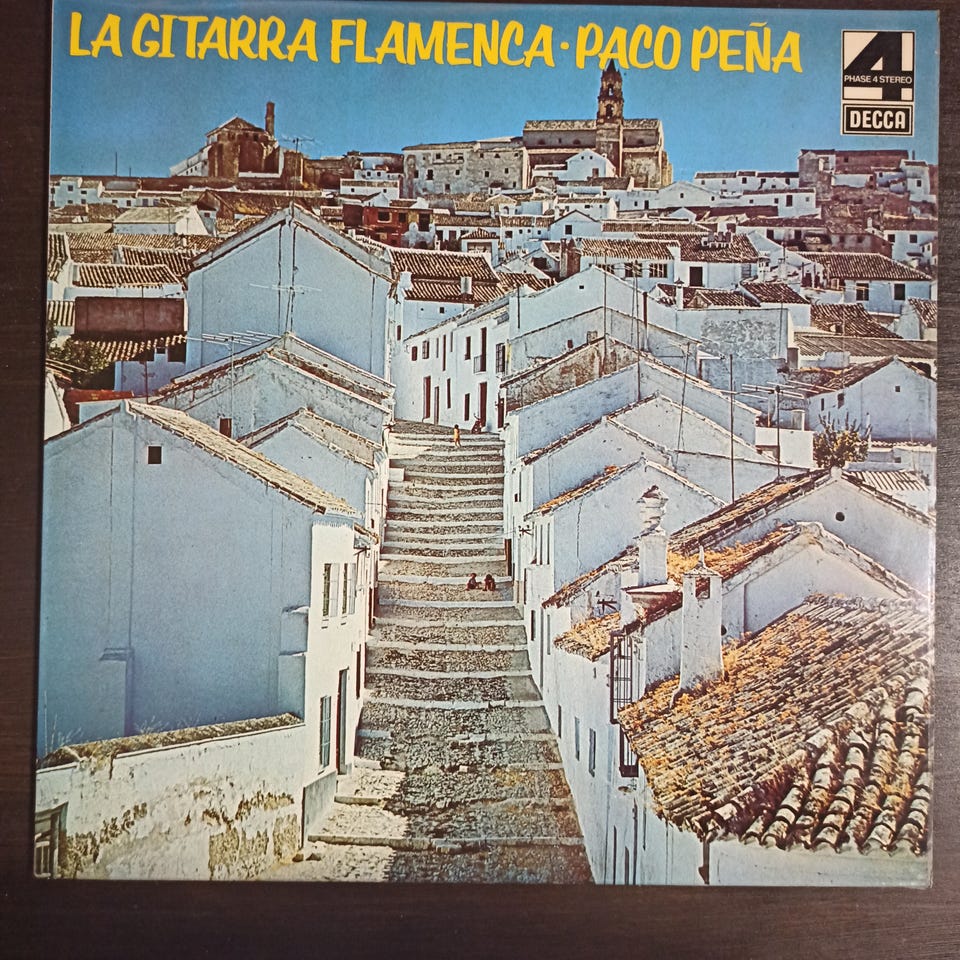 LA GITARRA FLAMENCA · PACO PEÑA
4
PHASE 4 STEREO
DECCA